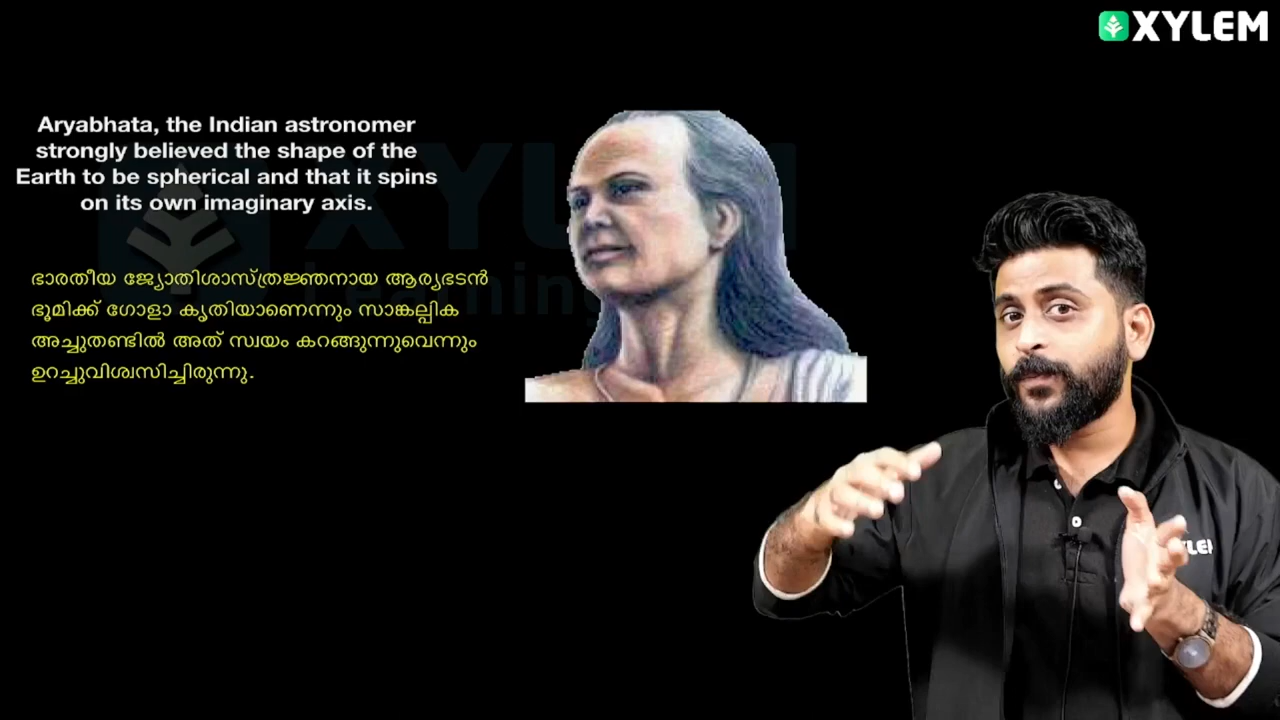 XYLEM
Aryabhata, the Indian astronomer
strongly believed the shape of the
Earth to be spherical and that it spins
on its own imaginary axis.
ഭാരതീയ ജ്യോതിശാസ്ത്രജ്ഞനായ ആര്യഭടൻ
ഭൂമിക്ക് ഗോളാ കൃതിയാണെന്നും സാങ്കല്പിക
അച്ചുതണ്ടിൽ അത് സ്വയം കറങ്ങുന്നുവെന്നും
ഉറച്ചുവിശ്വസിച്ചിരുന്നു.